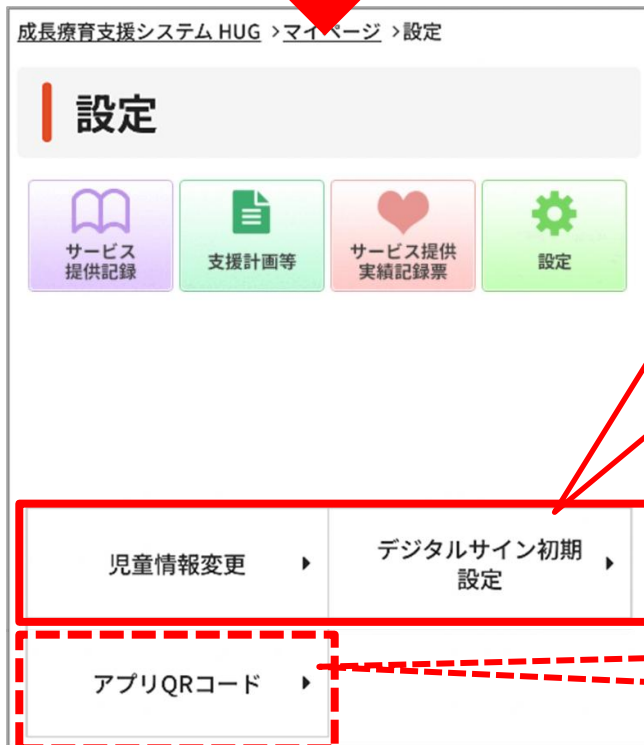 成長療育支援システム HUG >マイページ >設定
設定
サービス
提供記録
支援計画等
サービス提供
実績記録票
設定
児童情報変更
デジタルサイン初期
設定
アプリQRコード